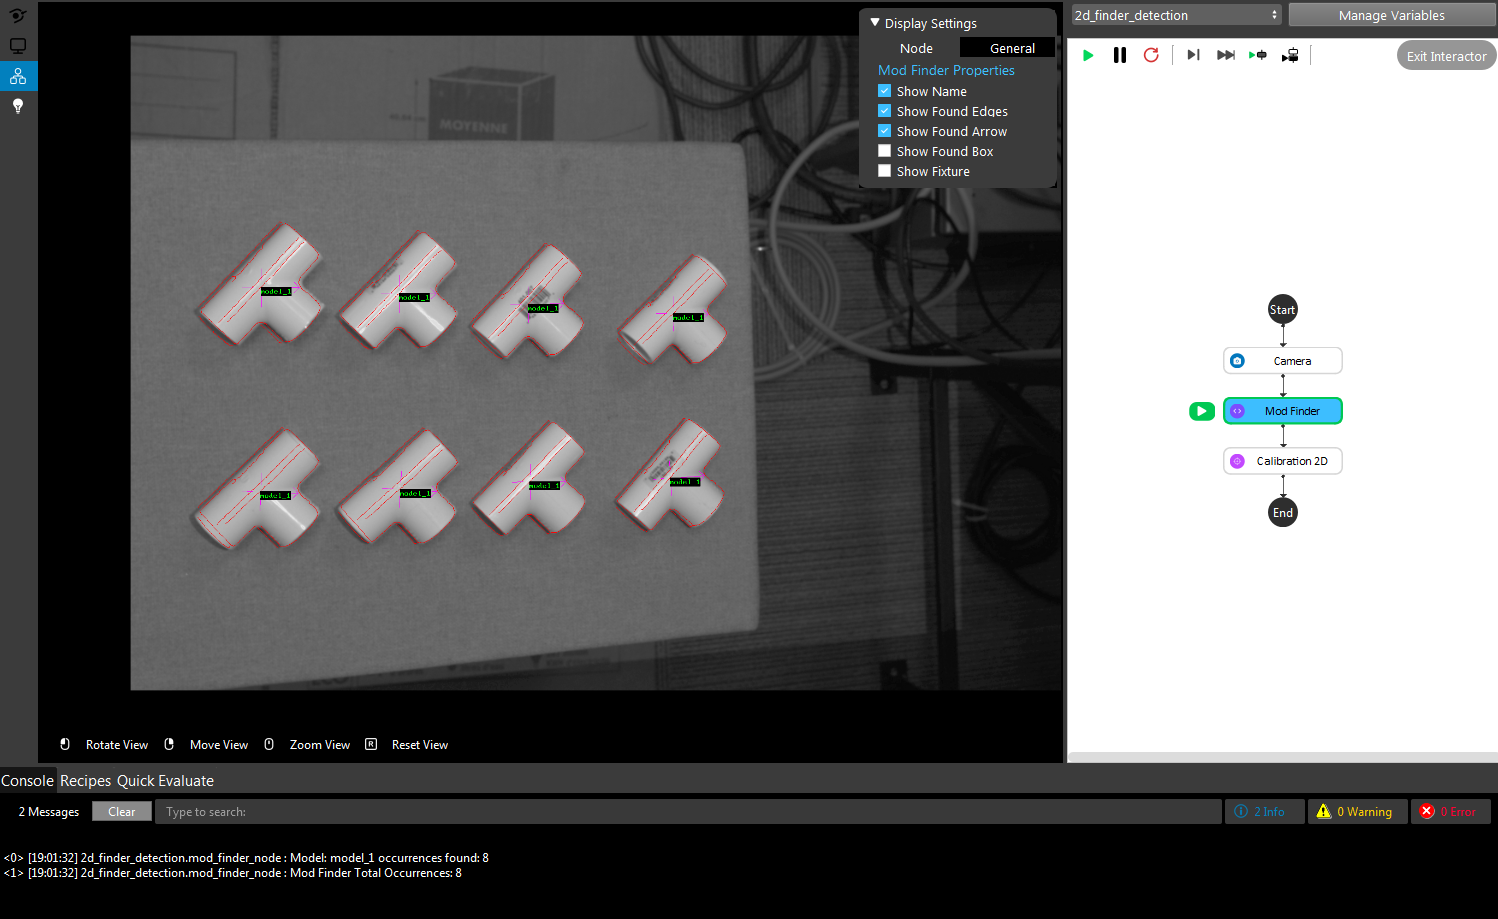 Display Settings
Node General
Mod Finder Properties
Show Name
Show Found Edges
Show Found Arrow
Show Found Box
Show Fixture
MOYENNE
model_1
model_1
model_1
model_1
model_1
model_1
model_1
model_1
Rotate View Move View Zoom View R Reset View
2d_finder_detection Manage Variables
Exit Interactor
Start
Camera
Mod Finder
Calibration 2D
End
Console Recipes Quick Evaluate
2 Messages Clear Type to search: 2 Info 0 Warning 0 Error
<0> [19:01:32] 2d_finder_detection.mod_finder_node : Model: model_1 occurrences found: 8
<1> [19:01:32] 2d_finder_detection.mod_finder_node : Mod Finder Total Occurrences: 8